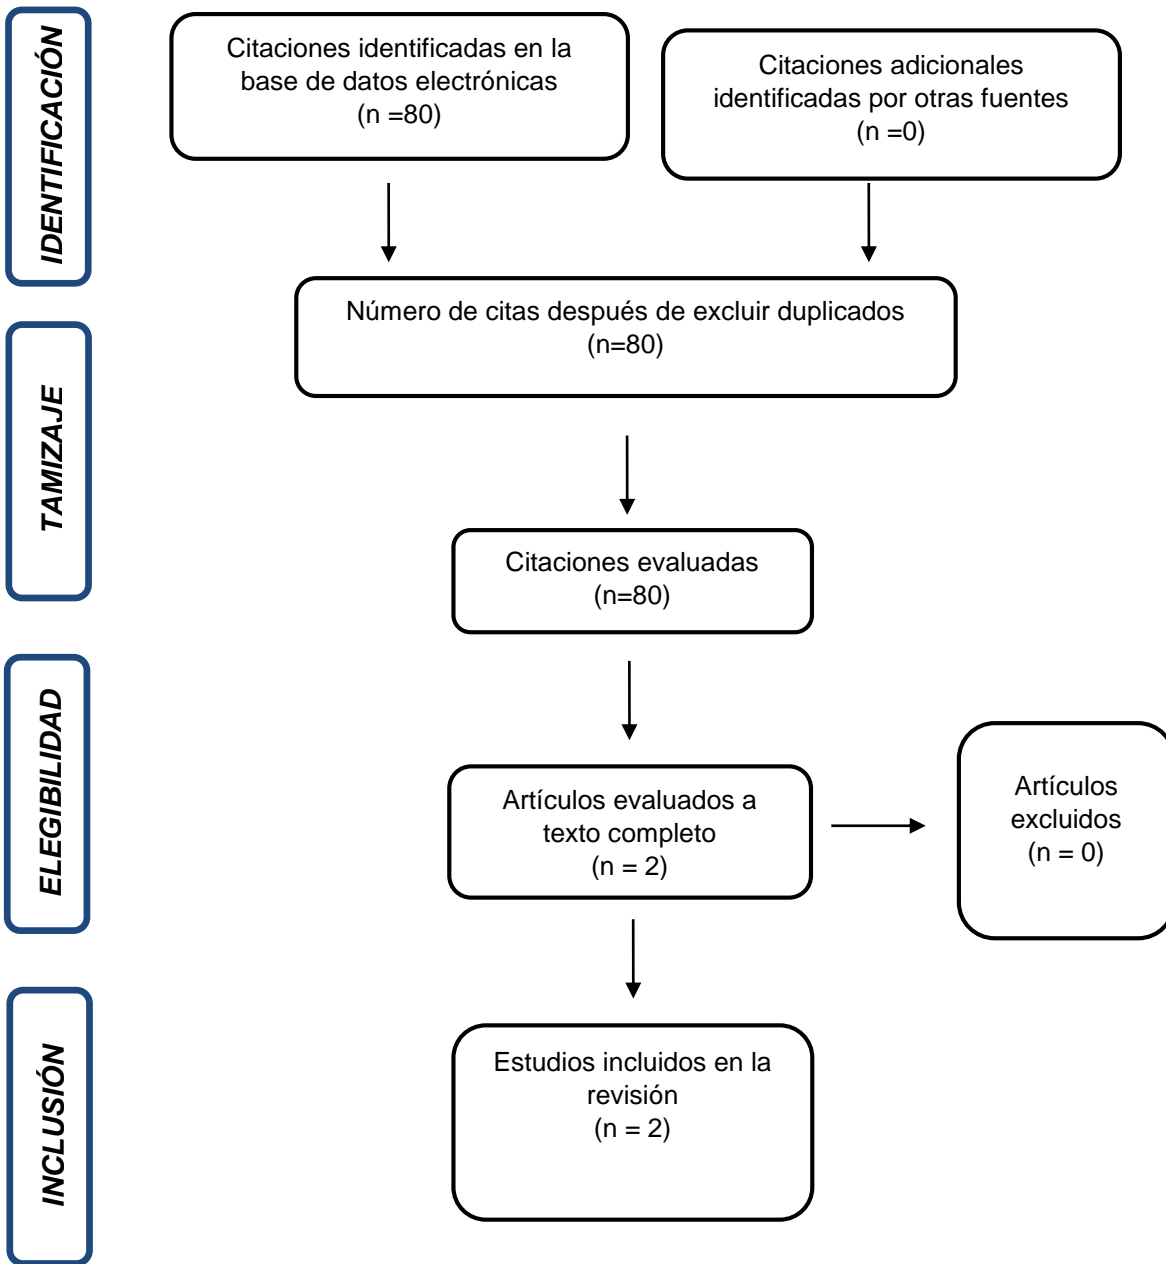 IDENTIFICACIÓN
Citaciones identificadas en la
base de datos electrónicas
(n =80)
Citaciones adicionales
identificadas por otras fuentes
(n =0)
Número de citas después de excluir duplicados
(n=80)
TAMIZAJE
Citaciones evaluadas
(n=80)
ELEGIBILIDAD
Artículos evaluados a
texto completo
(n = 2)
Artículos
excluidos
(n = 0)
INCLUSIÓN
Estudios incluidos en la
revisión
(n = 2)